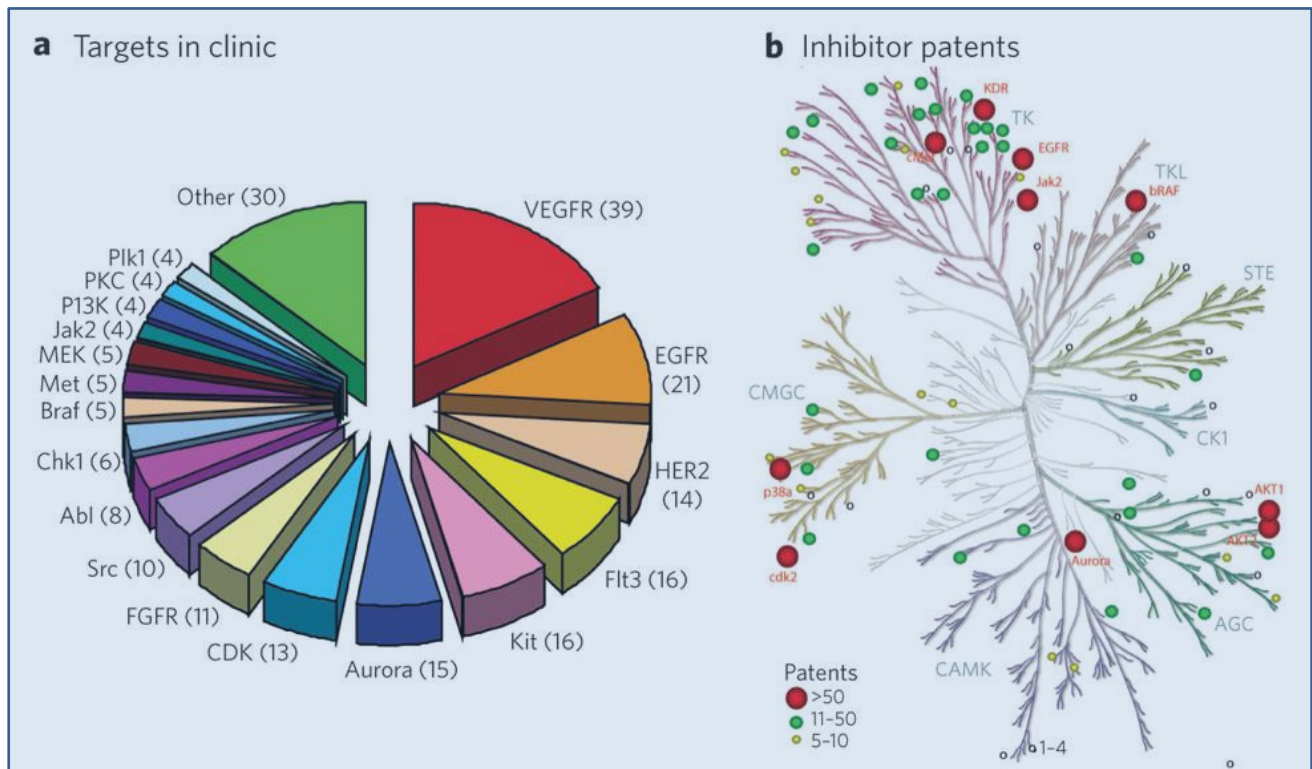 a Targets in clinic
Other (30)
VEGFR (39)
Plk1 (4)
PKC (4)
P13K (4)
Jak2 (4)
MEK (5)
Met (5)
Braf (5)
Chk1 (6)
Abl (8)
Src (10)
FGFR (11)
CDK (13)
Aurora (15)
Kit (16)
Flt3 (16)
HER2
(14)
EGFR
(21)
b Inhibitor patents
KDR
TK
cMet
EGFR
Jak2
TKL
bRAF
STE
CMGC
CK1
p38a
cdk2
AKT1
AKT2
Aurora
AGC
CAMK
Patents
>50
11–50
5–10
1–4